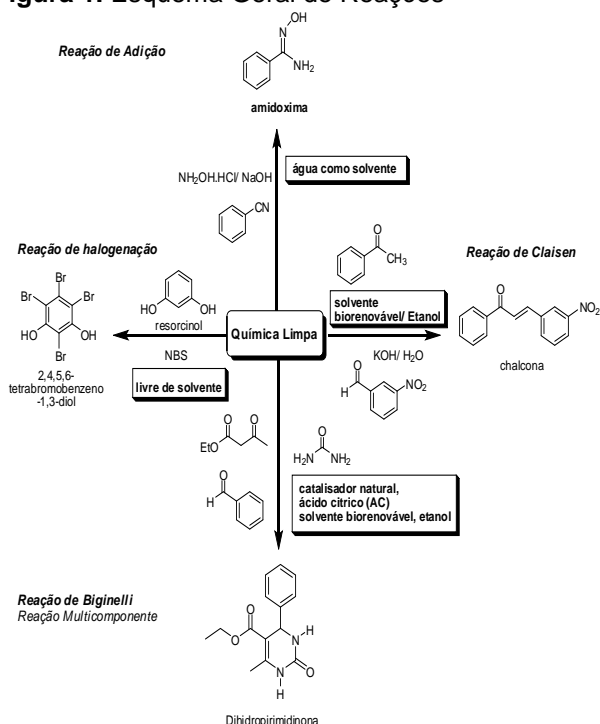 igura 1. Esquema Geral de Reações
Reação de Adição
OH
N
NH2
amidoxima
NH2OH.HCl/ NaOH
água como solvente
CN
Reação de halogenação
Br
Br
Br
HO
OH
Br
2,4,5,6-
tetrabromobenzeno
-1,3-diol
HO
OH
resorcinol
NBS
livre de solvente
Química Limpa
O
CH3
solvente
biorenovável/ Etanol
KOH/ H2O
O
H
NO2
Reação de Claisen
O
NO2
chalcona
O
O
EtO
O
H
O
H2N
NH2
catalisador natural,
ácido cítrico (AC)
solvente biorenovável, etanol
Reação de Biginelli
Reação Multicomponente
O
O
N
H
N
O
H
Dihidropirimidinona